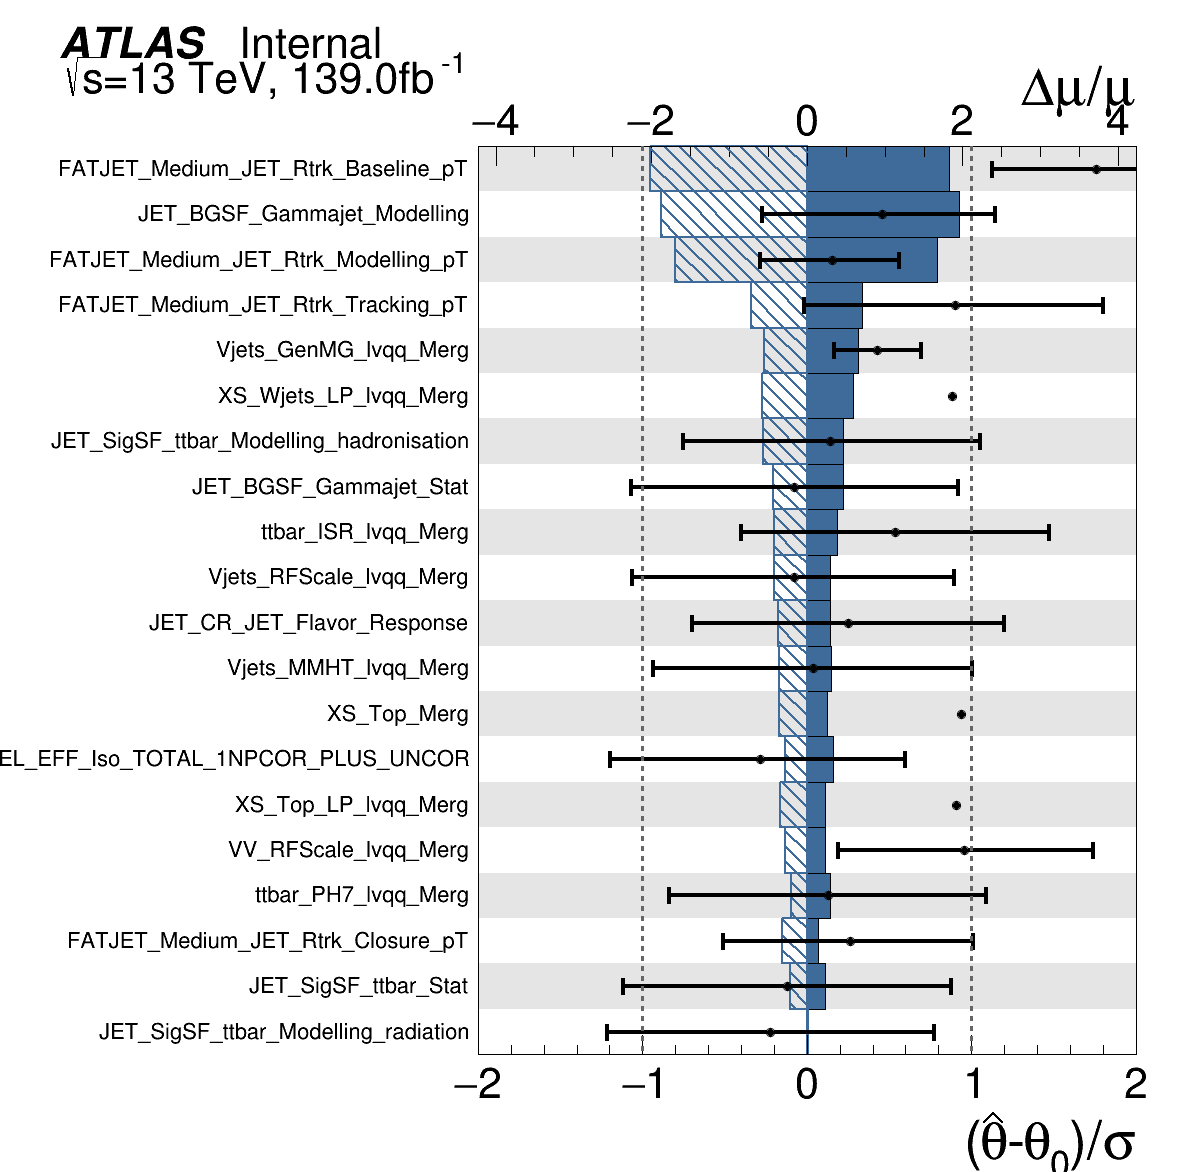 ATLAS Internal
√s=13 TeV, 139.0fb⁻¹
Δμ/μ
−4 −2 0 2 4
FATJET_Medium_JET_Rtrk_Baseline_pT
JET_BGSF_Gammajet_Modelling
FATJET_Medium_JET_Rtrk_Modelling_pT
FATJET_Medium_JET_Rtrk_Tracking_pT
Vjets_GenMG_lvqq_Merg
XS_Wjets_LP_lvqq_Merg
JET_SigSF_ttbar_Modelling_hadronisation
JET_BGSF_Gammajet_Stat
ttbar_ISR_lvqq_Merg
Vjets_RFScale_lvqq_Merg
JET_CR_JET_Flavor_Response
Vjets_MMHT_lvqq_Merg
XS_Top_Merg
EL_EFF_Iso_TOTAL_1NPCOR_PLUS_UNCOR
XS_Top_LP_lvqq_Merg
VV_RFScale_lvqq_Merg
ttbar_PH7_lvqq_Merg
FATJET_Medium_JET_Rtrk_Closure_pT
JET_SigSF_ttbar_Stat
JET_SigSF_ttbar_Modelling_radiation
−2 −1 0 1 2
(θ̂-θ₀)/σ